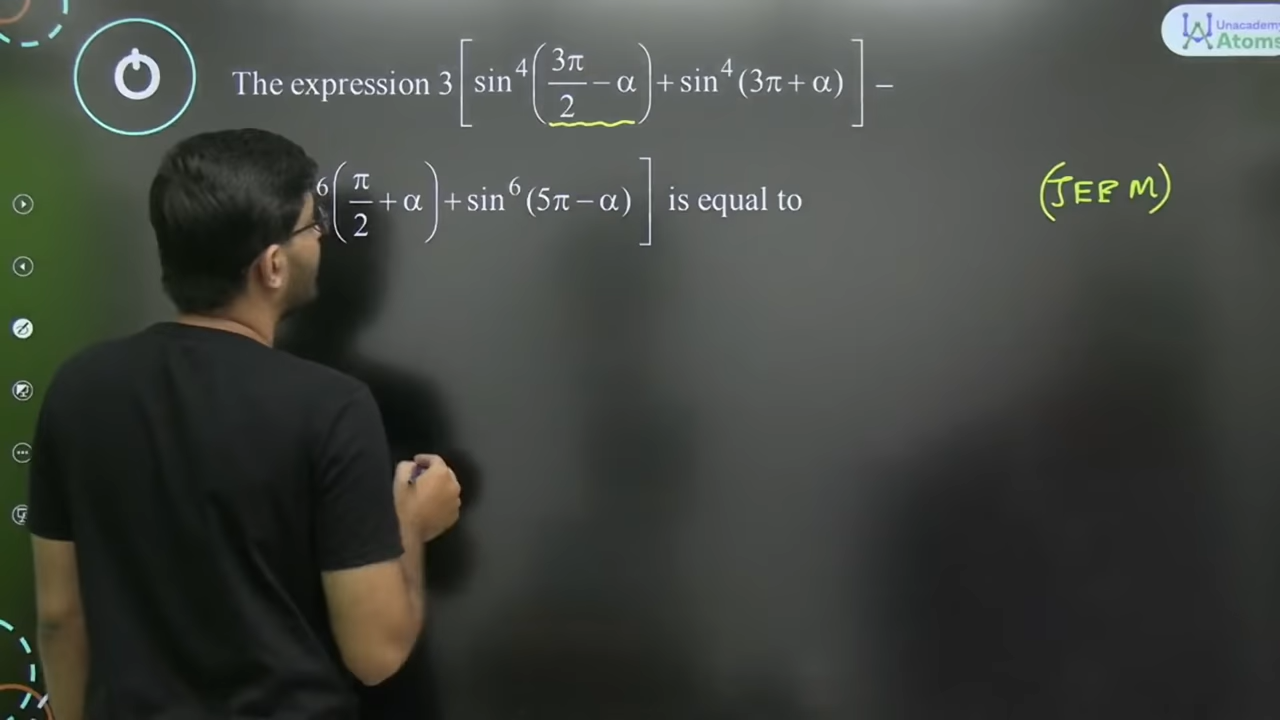 The expression 3[sin⁴(3π/2 − α) + sin⁴(3π + α)] −
⁶(π/2 + α) + sin⁶(5π − α)] is equal to
(JEE M)
Unacademy
Atoms